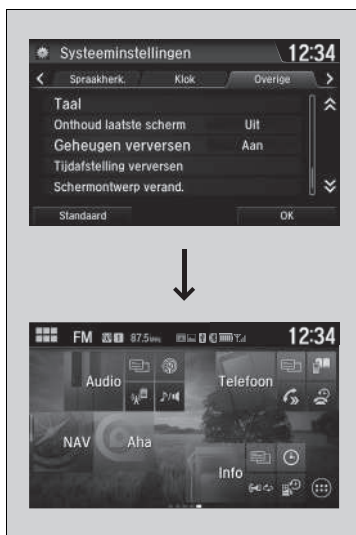 Systeeminstellingen 12:34
Spraakherk. Klok Overige
Taal
Onthoud laatste scherm Uit
Geheugen verversen Aan
Tijdafstelling verversen
Schermontwerp verand.
Standaard OK
FM 87.5 12:34
Audio Telefoon
NAV Aha
Info